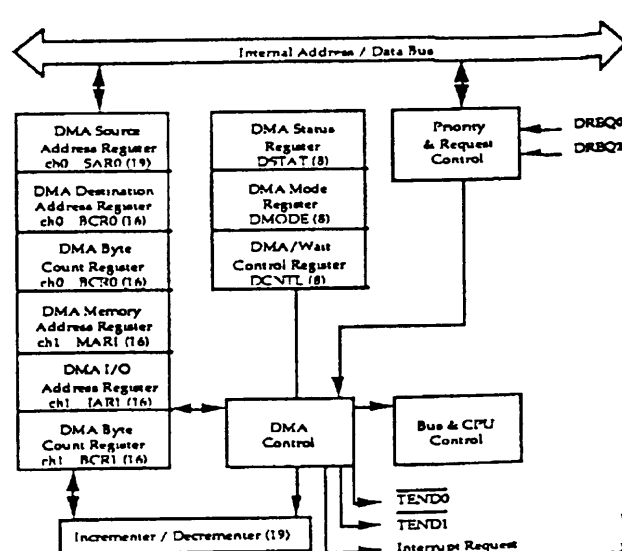 Internal Address / Data Bus
DMA Source
Address Register
ch0 SAR0 (19)
DMA Destination
Address Register
ch0 BCR0 (16)
DMA Byte
Count Register
ch0 BCR0 (16)
DMA Memory
Address Register
ch1 MAR1 (16)
DMA I/O
Address Register
ch1 IAR1 (16)
DMA Byte
Count Register
ch1 BCR1 (16)
DMA Status
Register
DSTAT (8)
DMA Mode
Register
DMODE (8)
DMA/Wait
Control Register
DCNTL (8)
Priority
& Request
Control
DREQ0
DREQ1
DMA
Control
Bus & CPU
Control
TEND0
TEND1
Interrupt Request
Incrementer / Decrementer (19)